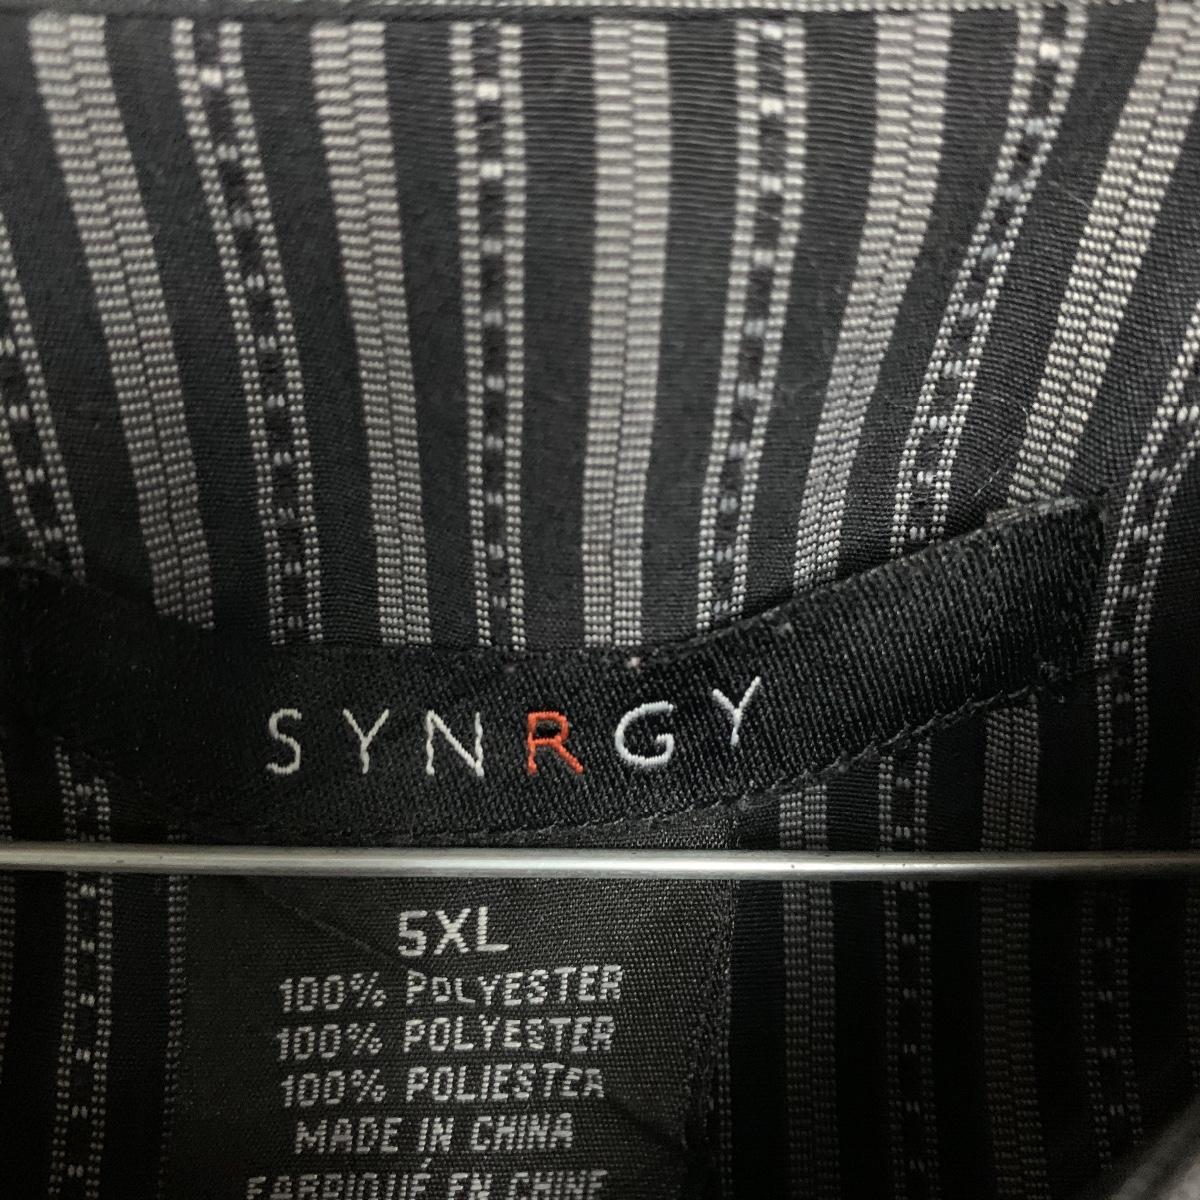 SYNRGY
5XL
100% POLYESTER
100% POLYESTER
100% POLIESTER
MADE IN CHINA
FABRIQUÉ EN CHINE